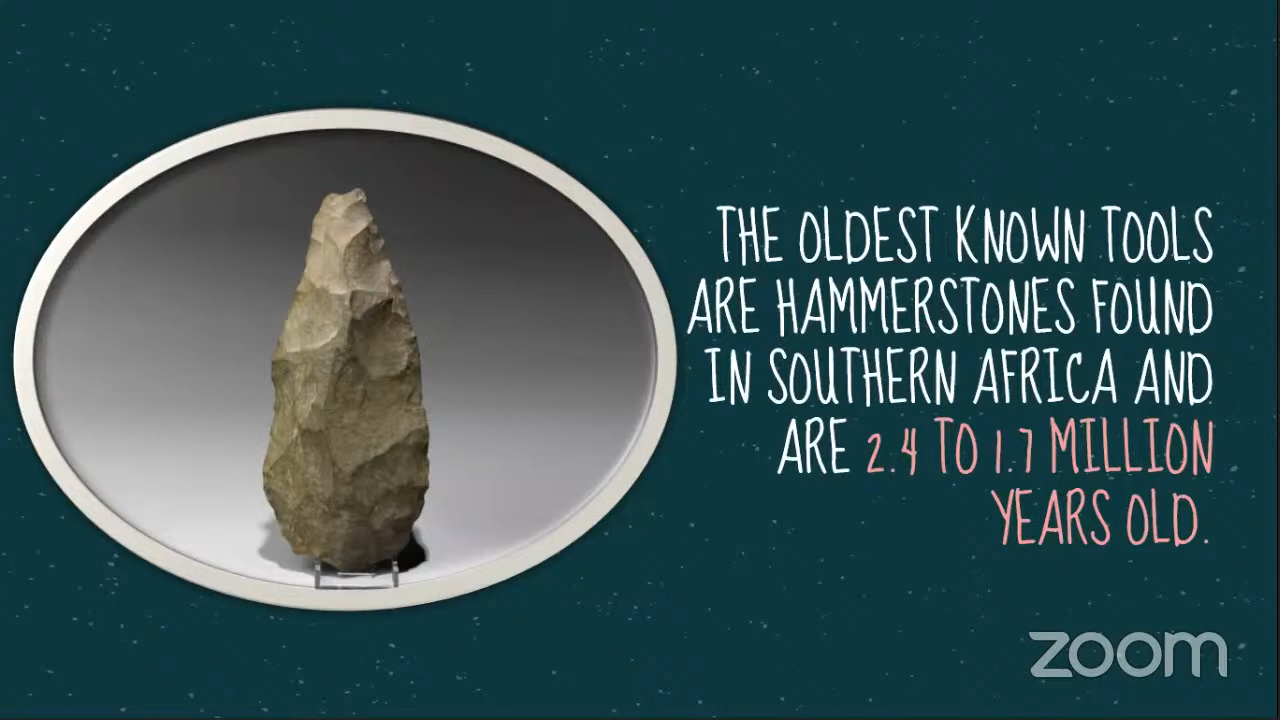 THE OLDEST KNOWN TOOLS
ARE HAMMERSTONES FOUND
IN SOUTHERN AFRICA AND
ARE 2.4 TO 1.7 MILLION
YEARS OLD.
zoom